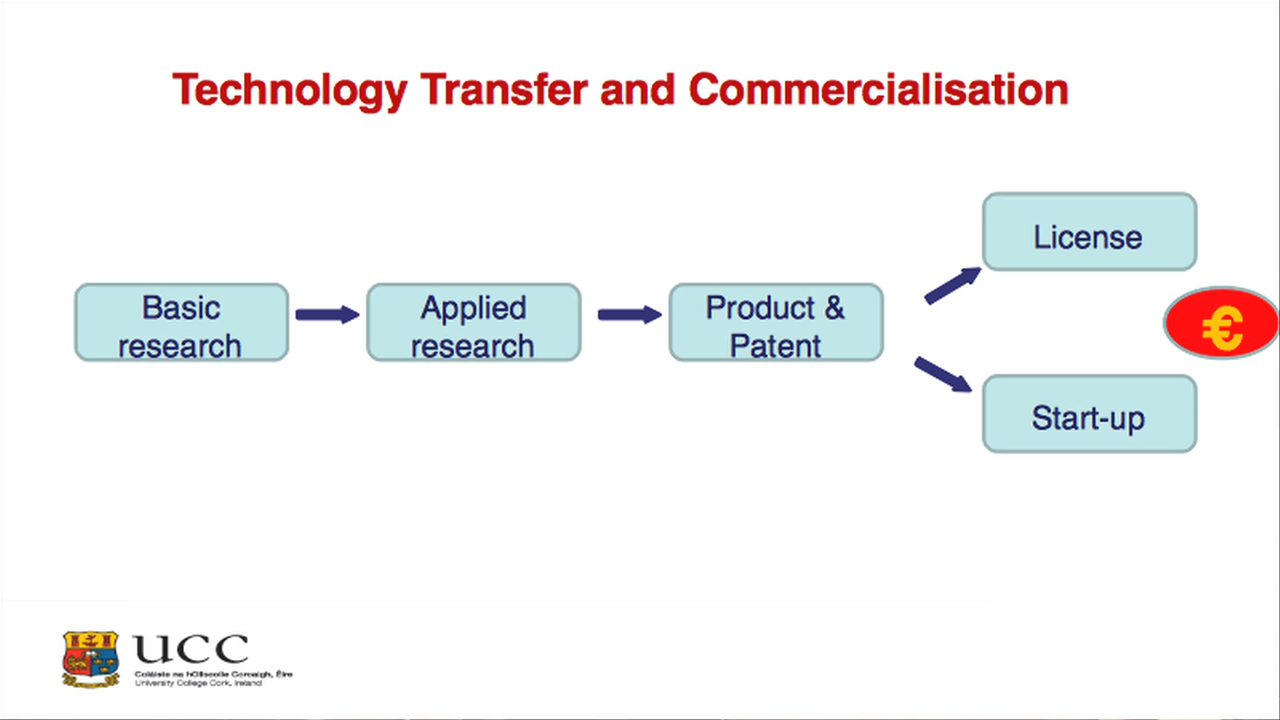 Technology Transfer and Commercialisation
Basic
research
Applied
research
Product &
Patent
License
€
Start-up
UCC
Coláiste na hOllscoile Corcaigh, Éire
University College Cork, Ireland